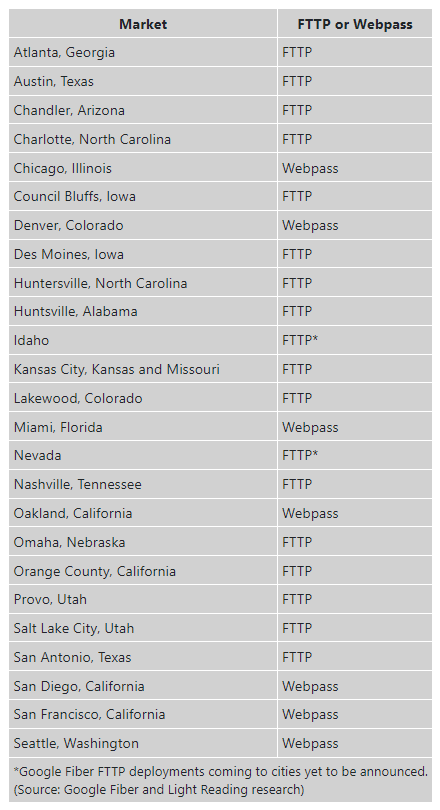 Market FTTP or Webpass
Atlanta, Georgia FTTP
Austin, Texas FTTP
Chandler, Arizona FTTP
Charlotte, North Carolina FTTP
Chicago, Illinois Webpass
Council Bluffs, Iowa FTTP
Denver, Colorado Webpass
Des Moines, Iowa FTTP
Huntersville, North Carolina FTTP
Huntsville, Alabama FTTP
Idaho FTTP*
Kansas City, Kansas and Missouri FTTP
Lakewood, Colorado FTTP
Miami, Florida Webpass
Nevada FTTP*
Nashville, Tennessee FTTP
Oakland, California Webpass
Omaha, Nebraska FTTP
Orange County, California FTTP
Provo, Utah FTTP
Salt Lake City, Utah FTTP
San Antonio, Texas FTTP
San Diego, California Webpass
San Francisco, California Webpass
Seattle, Washington Webpass
*Google Fiber FTTP deployments coming to cities yet to be announced.
(Source: Google Fiber and Light Reading research)